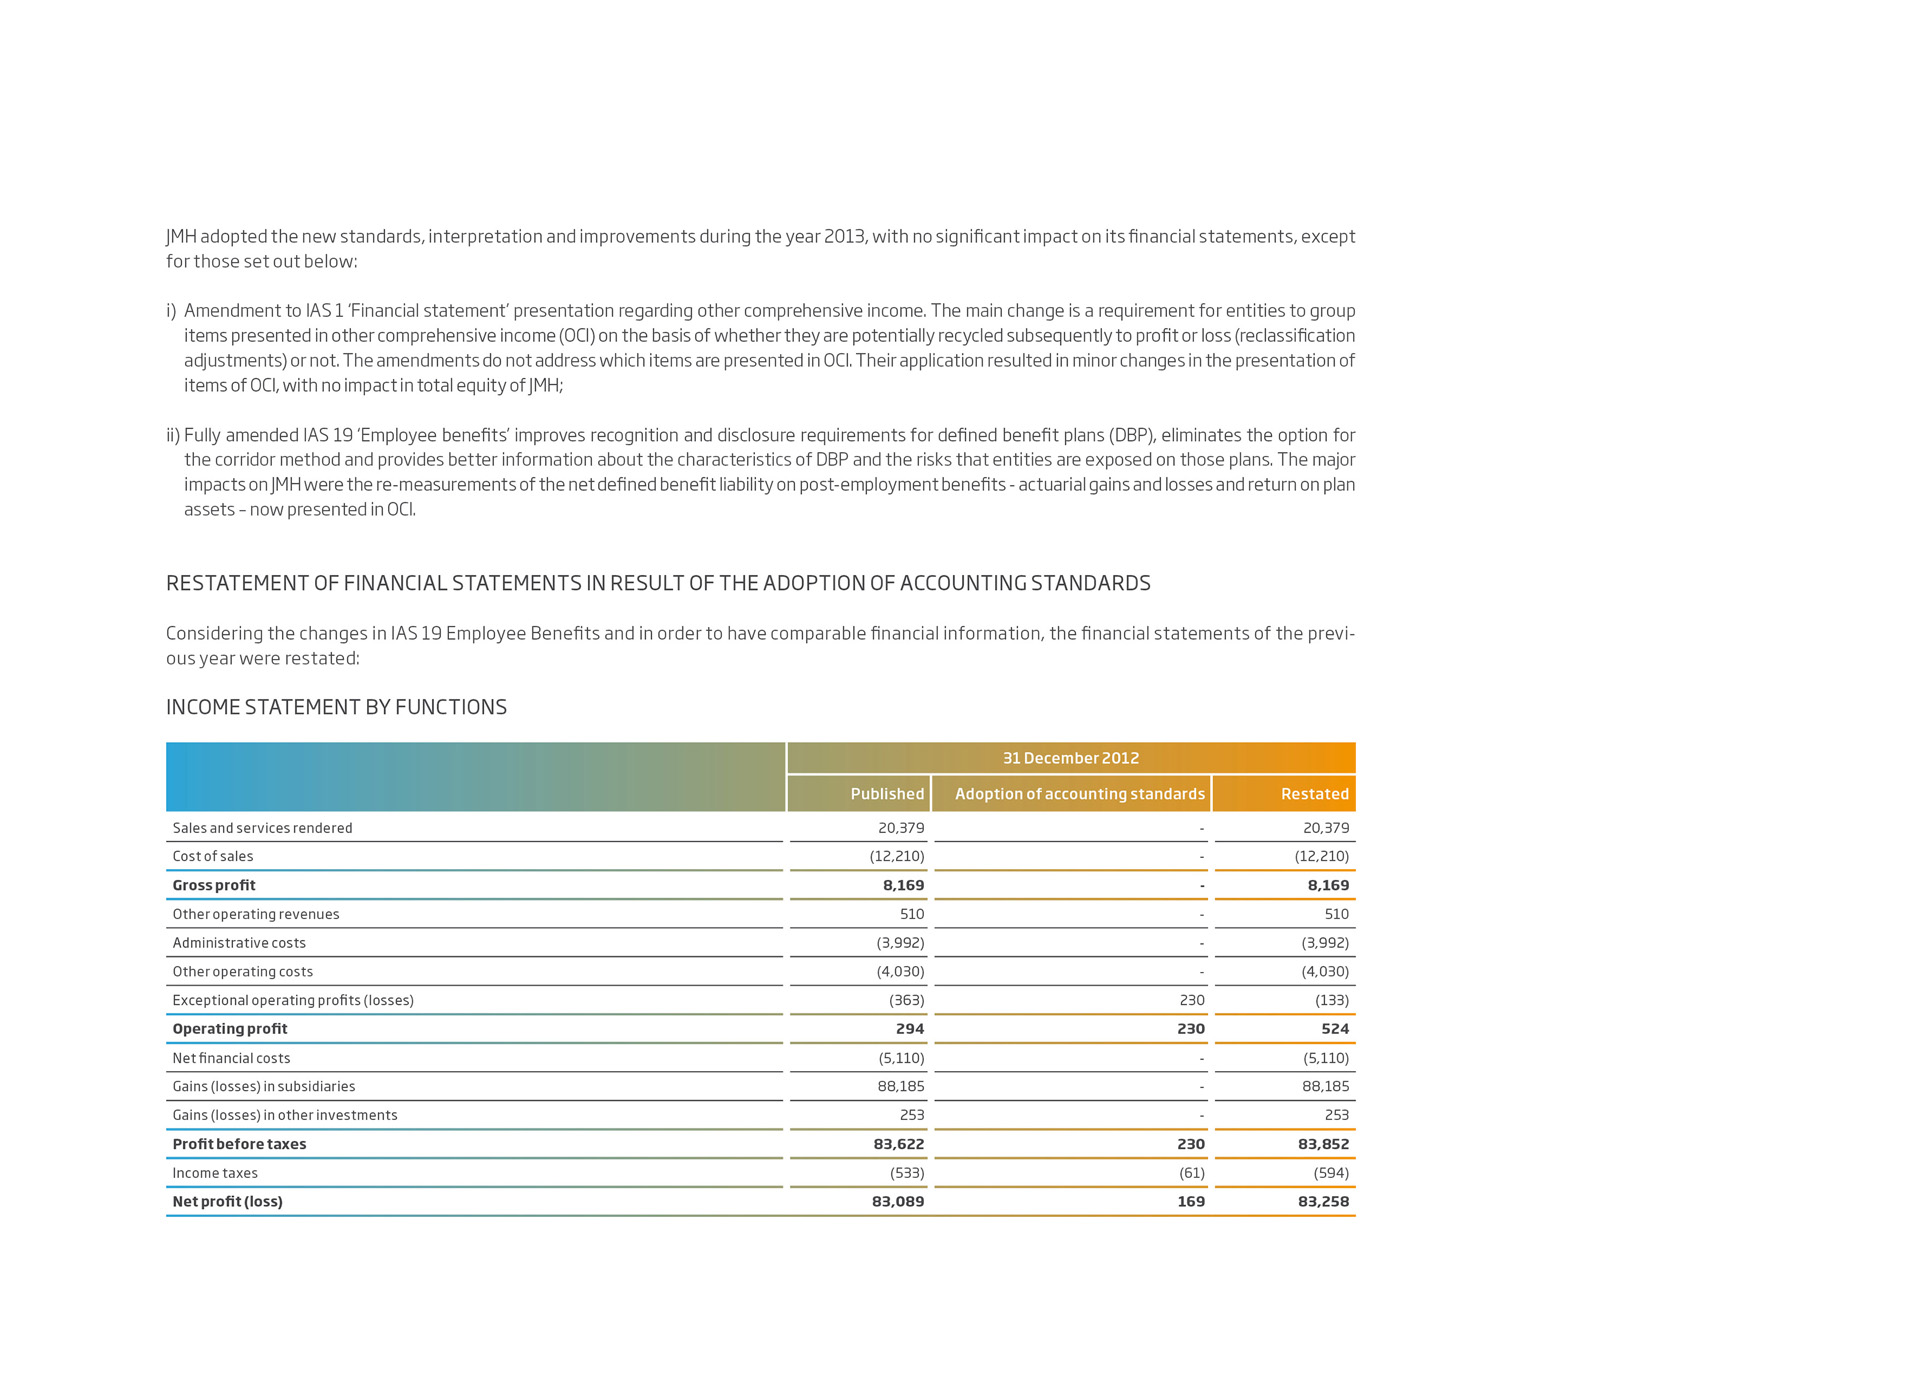 JMH adopted the new standards, interpretation and improvements during the year 2013, with no significant impact on its financial statements, except
for those set out below:
i) Amendment to IAS 1 ‘Financial statement’ presentation regarding other comprehensive income. The main change is a requirement for entities to group
items presented in other comprehensive income (OCI) on the basis of whether they are potentially recycled subsequently to profit or loss (reclassification
adjustments) or not. The amendments do not address which items are presented in OCI. Their application resulted in minor changes in the presentation of
items of OCI, with no impact in total equity of JMH;
ii) Fully amended IAS 19 ‘Employee benefits’ improves recognition and disclosure requirements for defined benefit plans (DBP), eliminates the option for
the corridor method and provides better information about the characteristics of DBP and the risks that entities are exposed on those plans. The major
impacts on JMH were the re-measurements of the net defined benefit liability on post-employment benefits - actuarial gains and losses and return on plan
assets – now presented in OCI.
RESTATEMENT OF FINANCIAL STATEMENTS IN RESULT OF THE ADOPTION OF ACCOUNTING STANDARDS
Considering the changes in IAS 19 Employee Benefits and in order to have comparable financial information, the financial statements of the previ-
ous year were restated:
INCOME STATEMENT BY FUNCTIONS
31 December 2012
Published Adoption of accounting standards Restated
Sales and services rendered 20,379 - 20,379
Cost of sales (12,210) - (12,210)
Gross profit 8,169 - 8,169
Other operating revenues 510 - 510
Administrative costs (3,992) - (3,992)
Other operating costs (4,030) - (4,030)
Exceptional operating profits (losses) (363) 230 (133)
Operating profit 294 230 524
Net financial costs (5,110) - (5,110)
Gains (losses) in subsidiaries 88,185 - 88,185
Gains (losses) in other investments 253 - 253
Profit before taxes 83,622 230 83,852
Income taxes (533) (61) (594)
Net profit (loss) 83,089 169 83,258